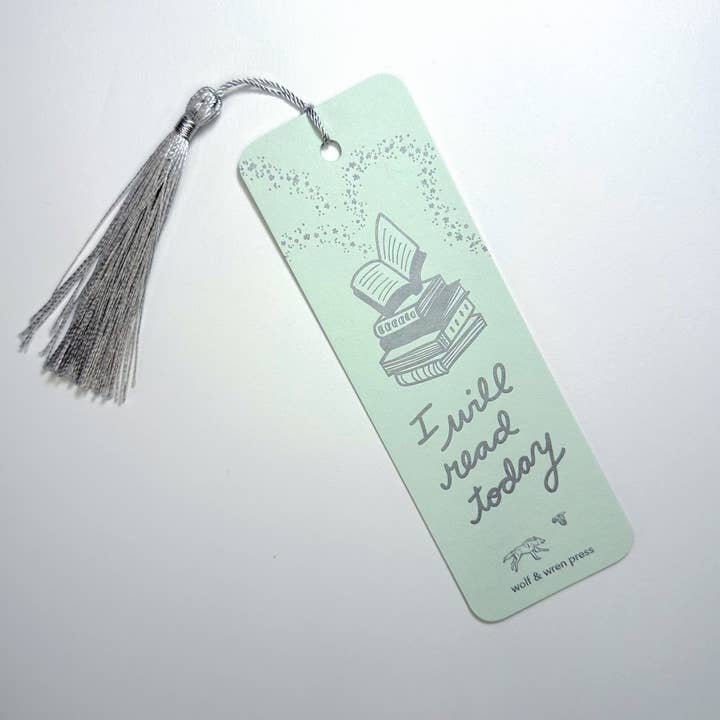 I will
read
today
wolf & wren press